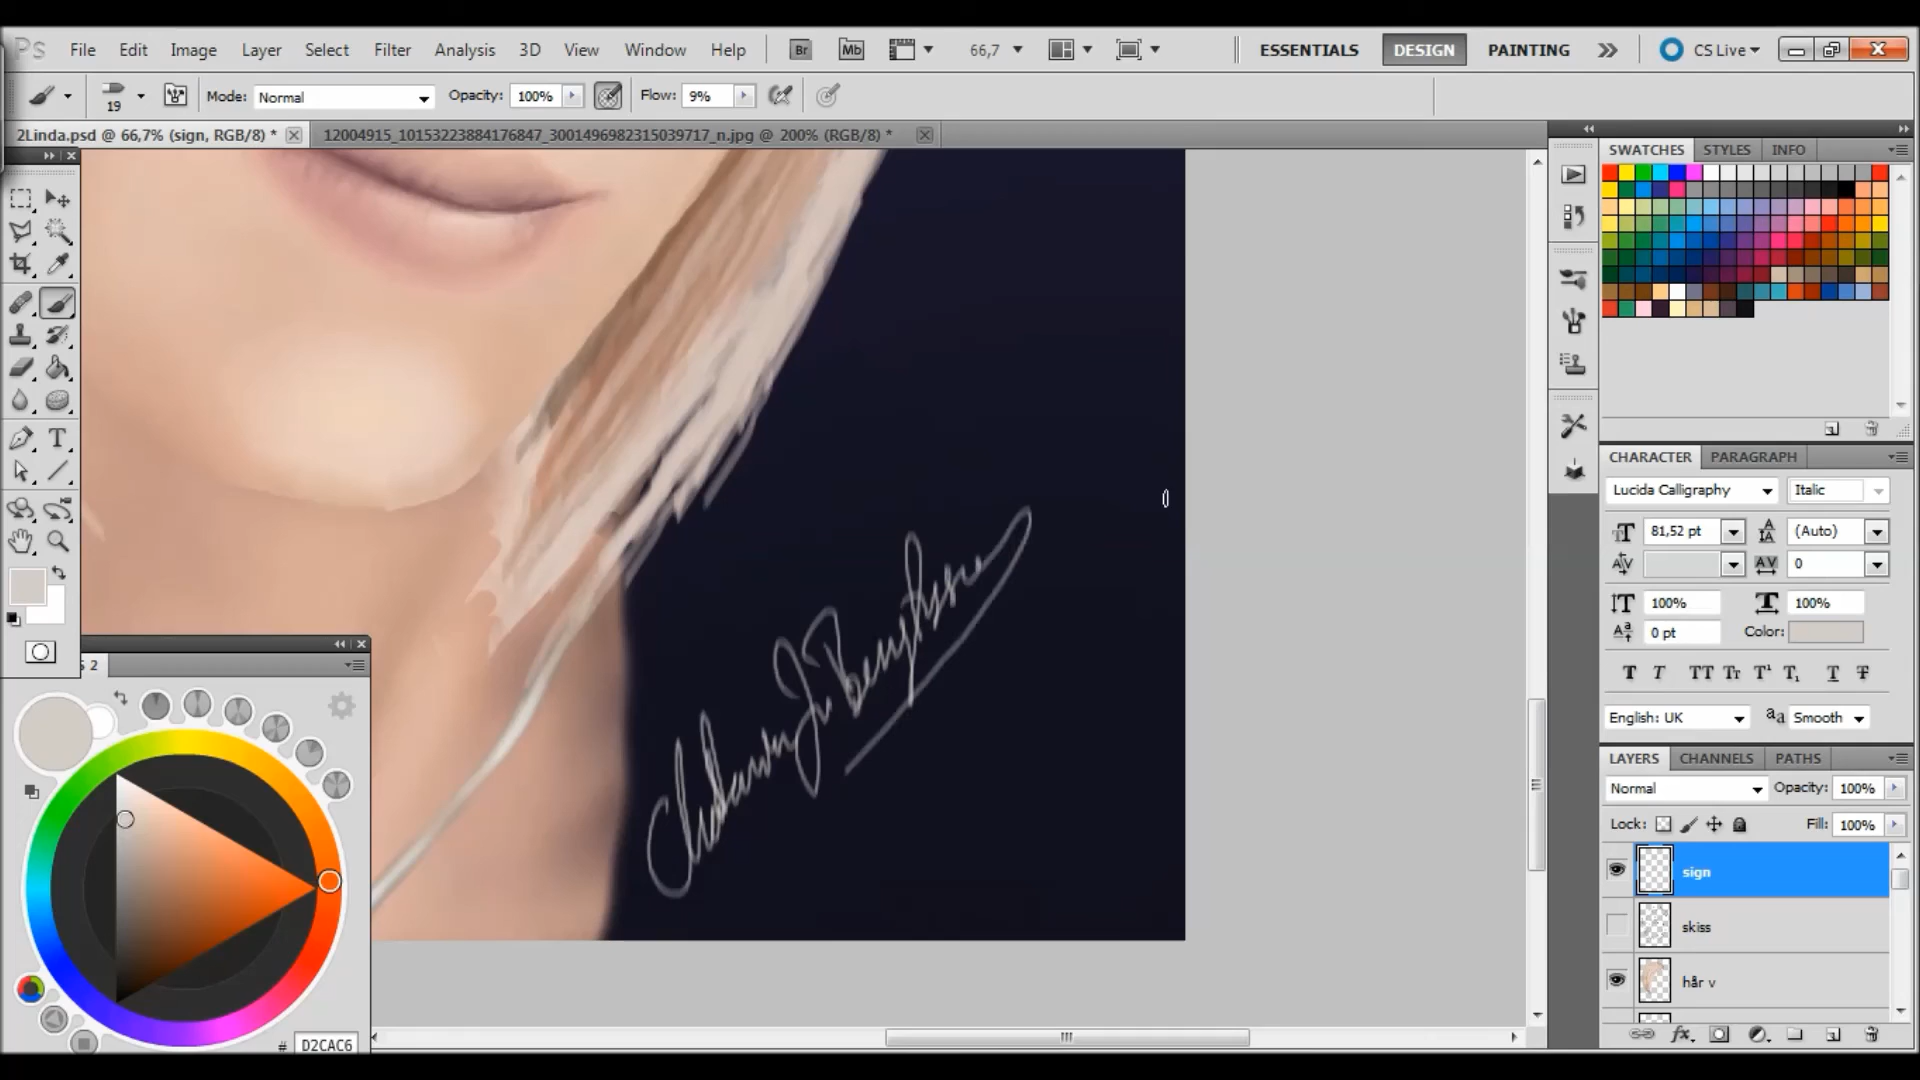 Ps File Edit Image Layer Select Filter Analysis 3D View Window Help Br Mb 66,7 ESSENTIALS DESIGN PAINTING CS Live
19 Mode: Normal Opacity: 100% Flow: 9%
2Linda.psd @ 66,7% (sign, RGB/8) * 12004915_10153223884176847_3001496982315039717_n.jpg @ 200% (RGB/8) *
SWATCHES STYLES INFO
CHARACTER PARAGRAPH
Lucida Calligraphy Italic
81,52 pt (Auto)
0
100% 100%
0 pt Color:
English: UK aa Smooth
LAYERS CHANNELS PATHS
Normal Opacity: 100%
Lock: Fill: 100%
sign
skiss
hår v
S 2
# D2CAC6